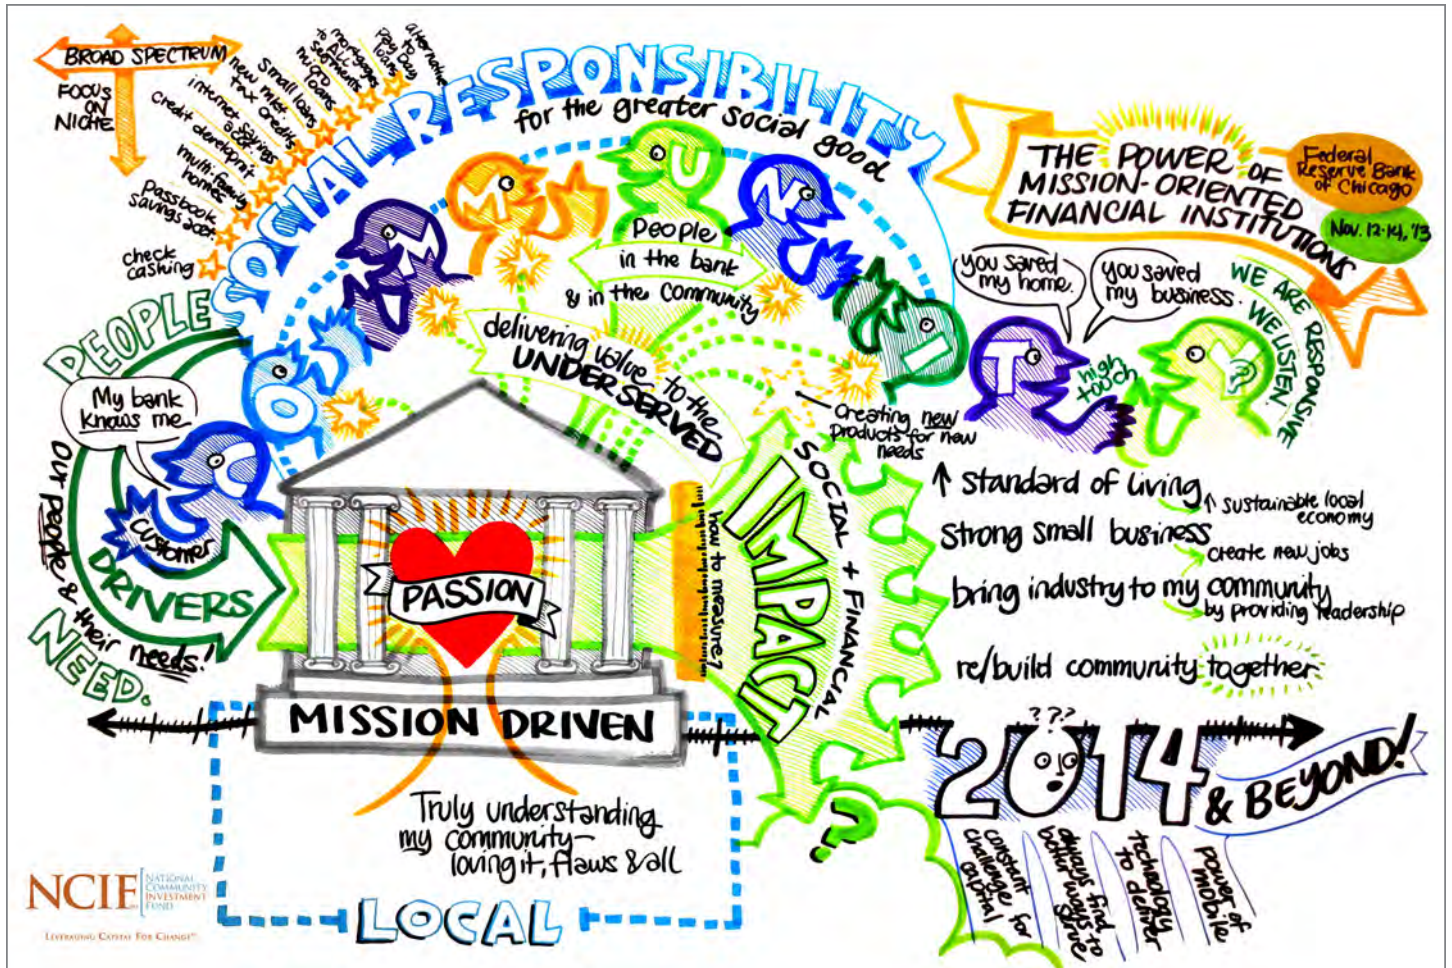 BROAD SPECTRUM
FOCUS
ON
NICHE
alternative
to
Pay Day
loans
mortgages
to ALL
segments
micro
loans
small loans
new mkt.
tax credits
internet savings
acct
credit developm't
multi-family
homes
passbook
savings acct.
check
cashing
SOCIAL RESPONSIBILITY
for the greater social good
COMMUNITY
People
in the bank
& in the Community
delivering value to the
UNDERSERVED
THE POWER OF
MISSION-ORIENTED
FINANCIAL INSTITUTIONS
Federal
Reserve Bank
of Chicago
Nov. 12-14, '13
you saved
my home.
you saved
my business.
WE ARE RESPONSIVE
WE LISTEN.
high
touch
Creating new
products for new
needs
PEOPLE
My bank
knows me
customer
DRIVERS
our people & their needs!
NEED.
PASSION
MISSION DRIVEN
how to measure?
IMPACT
SOCIAL + FINANCIAL
↑ standard of living
↑ sustainable local
economy
strong small business
create new jobs
bring industry to my community
by providing leadership
re/build community together
???
2014
& BEYOND!
constant
challenge for
capital
always find
better ways to
serve
technology
to deliver
power of
mobile
?
Truly understanding
my community-
loving it, flaws & all
LOCAL
NCIF
NATIONAL
COMMUNITY
INVESTMENT
FUND
LEVERAGING CAPITAL FOR CHANGE